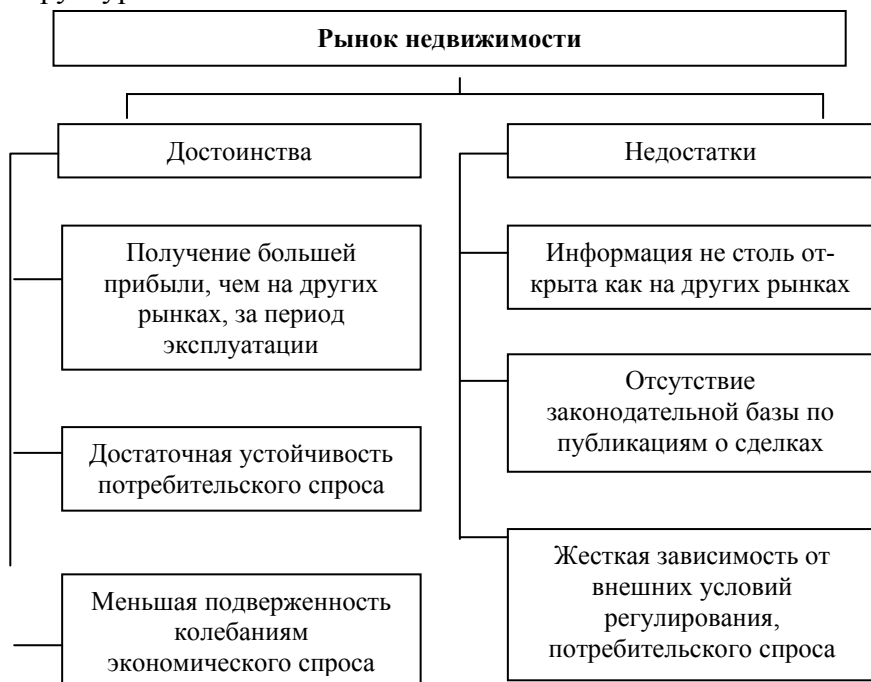 Рынок недвижимости
Достоинства
Получение большей
прибыли, чем на других
рынках, за период
эксплуатации
Достаточная устойчивость
потребительского спроса
Меньшая подверженность
колебаниям
экономического спроса
Недостатки
Информация не столь от-
крыта как на других рынках
Отсутствие
законодательной базы по
публикациям о сделках
Жесткая зависимость от
внешних условий
регулирования,
потребительского спроса